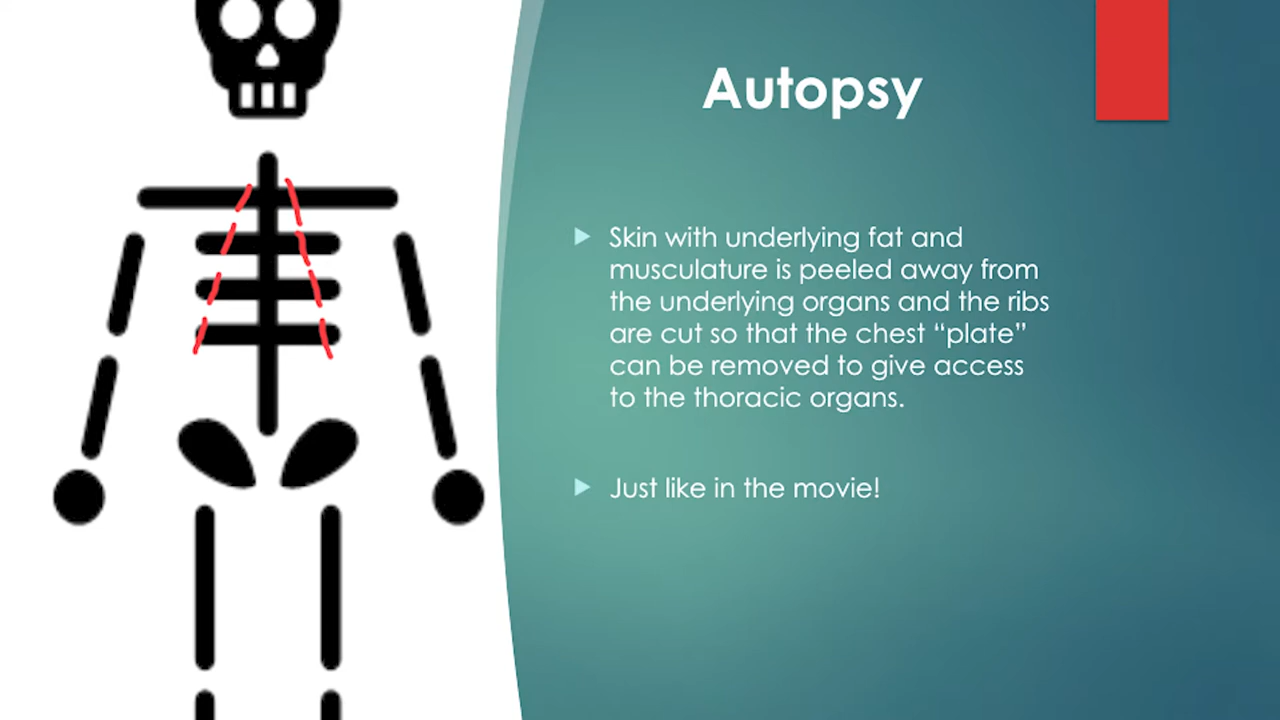 Autopsy
Skin with underlying fat and
musculature is peeled away from
the underlying organs and the ribs
are cut so that the chest “plate”
can be removed to give access
to the thoracic organs.
Just like in the movie!